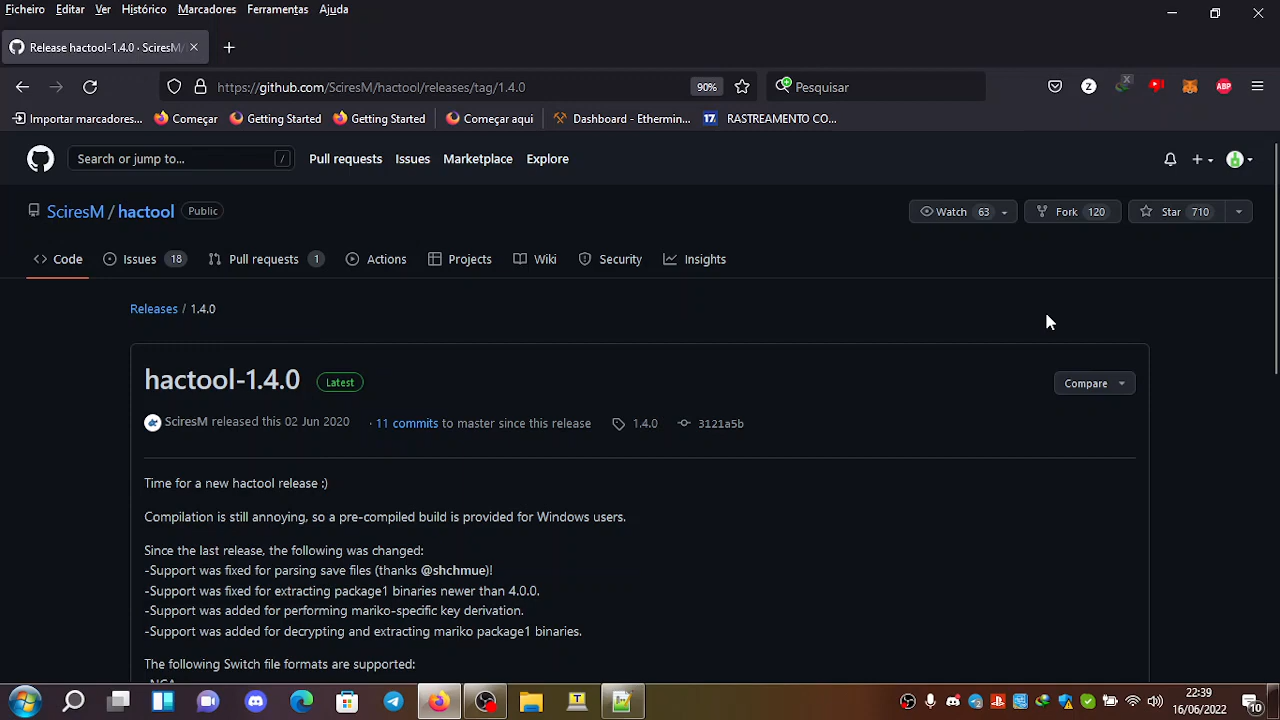 Ficheiro Editar Ver Histórico Marcadores Ferramentas Ajuda
Release hactool-1.4.0 · SciresM/
https://github.com/SciresM/hactool/releases/tag/1.4.0 90% Pesquisar Z ABP
Importar marcadores... Começar Getting Started Getting Started Começar aqui Dashboard - Ethermin... 17. RASTREAMENTO CO...
Search or jump to... / Pull requests Issues Marketplace Explore
SciresM / hactool Public Watch 63 Fork 120 Star 710
Code Issues 18 Pull requests 1 Actions Projects Wiki Security Insights
Releases / 1.4.0
hactool-1.4.0 Latest Compare
SciresM released this 02 Jun 2020 · 11 commits to master since this release 1.4.0 3121a5b
Time for a new hactool release :)
Compilation is still annoying, so a pre-compiled build is provided for Windows users.
Since the last release, the following was changed:
-Support was fixed for parsing save files (thanks @shchmue)!
-Support was fixed for extracting package1 binaries newer than 4.0.0.
-Support was added for performing mariko-specific key derivation.
-Support was added for decrypting and extracting mariko package1 binaries.
The following Switch file formats are supported:
-NCA
T
22:39
16/06/2022
10